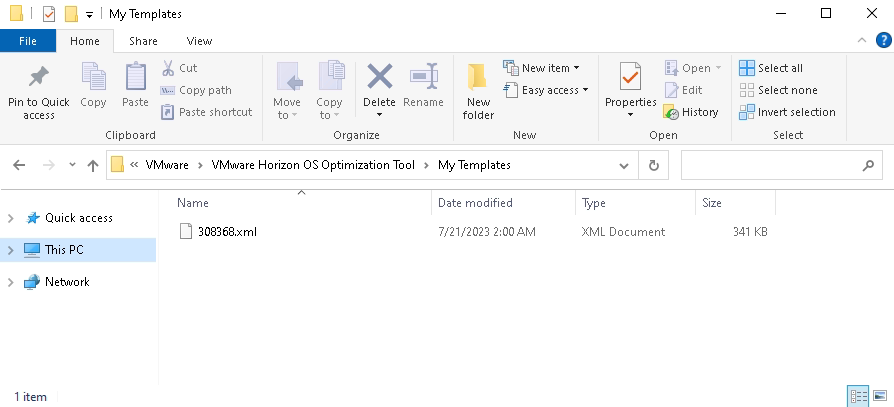 My Templates
File Home Share View
Pin to Quick access
Copy
Paste
Cut
Copy path
Paste shortcut
Clipboard
Move to
Copy to
Delete
Rename
Organize
New folder
New item
Easy access
New
Properties
Open
Edit
History
Open
Select all
Select none
Invert selection
Select
« VMware > VMware Horizon OS Optimization Tool > My Templates
Name Date modified Type Size
Quick access
308368.xml 7/21/2023 2:00 AM XML Document 341 KB
This PC
Network
1 item